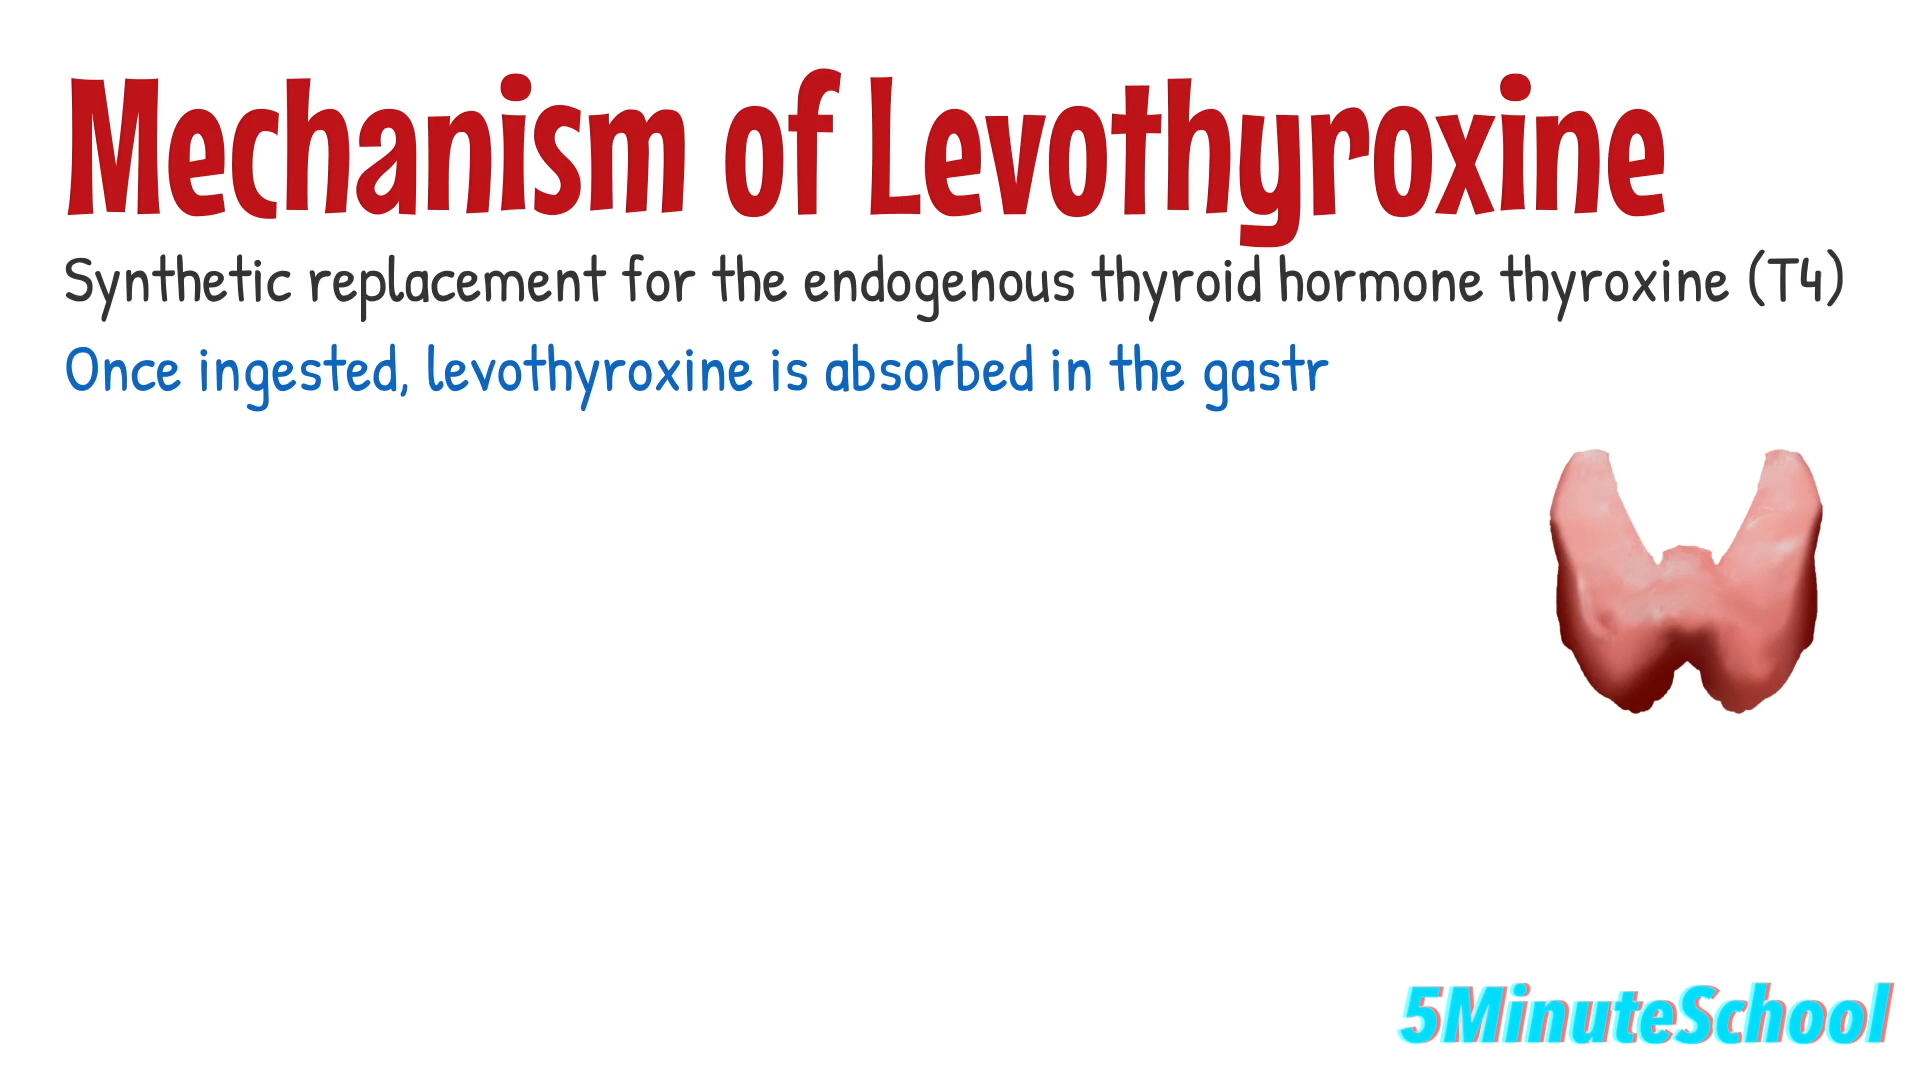 Mechanism of Levothyroxine
Synthetic replacement for the endogenous thyroid hormone thyroxine (T4)
Once ingested, levothyroxine is absorbed in the gastr
5MinuteSchool